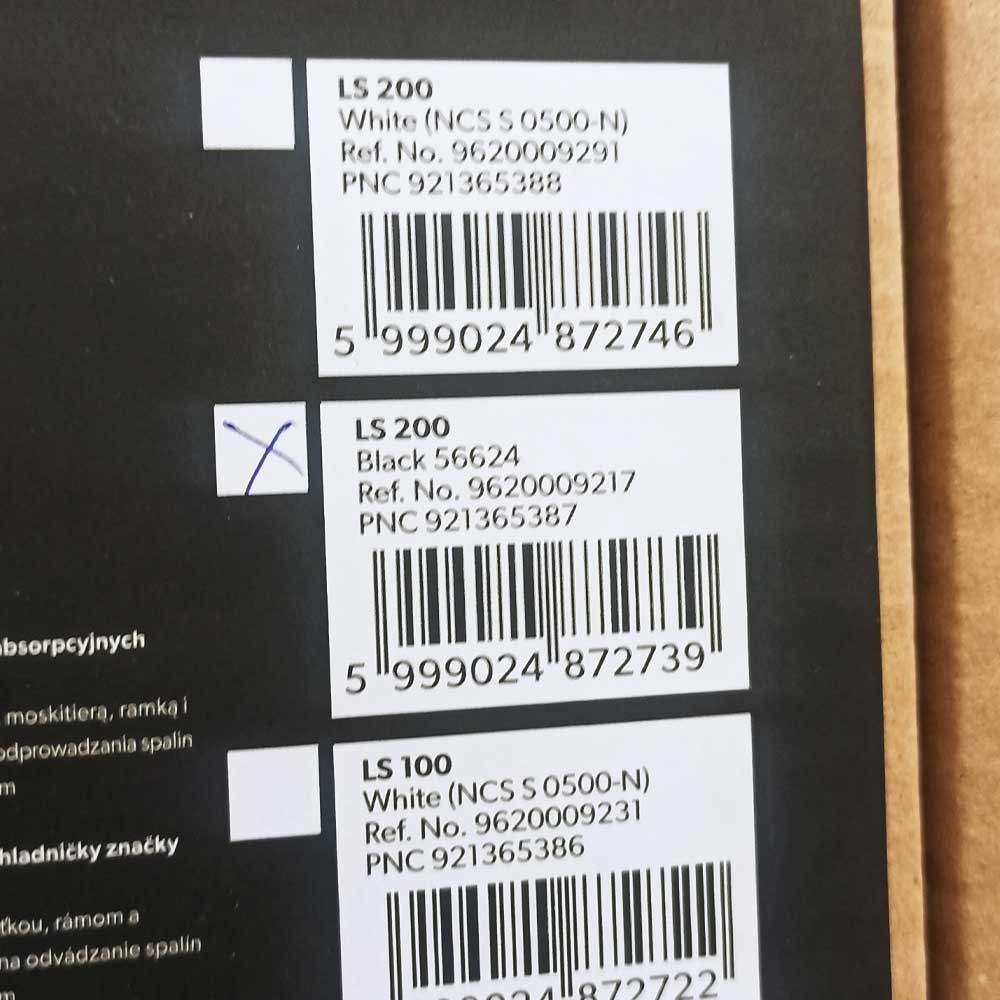 LS 200
White (NCS S 0500-N)
Ref. No. 9620009291
PNC 921365388
5 999024 872746
LS 200
Black 56624
Ref. No. 9620009217
PNC 921365387
5 999024 872739
LS 100
White (NCS S 0500-N)
Ref. No. 9620009231
PNC 921365386
872722
absorpcyjnych
moskitierą, ramką i
odprowadzania spalin
m
hladničky značky
ťkou, rámom a
na odvádzanie spalín
m